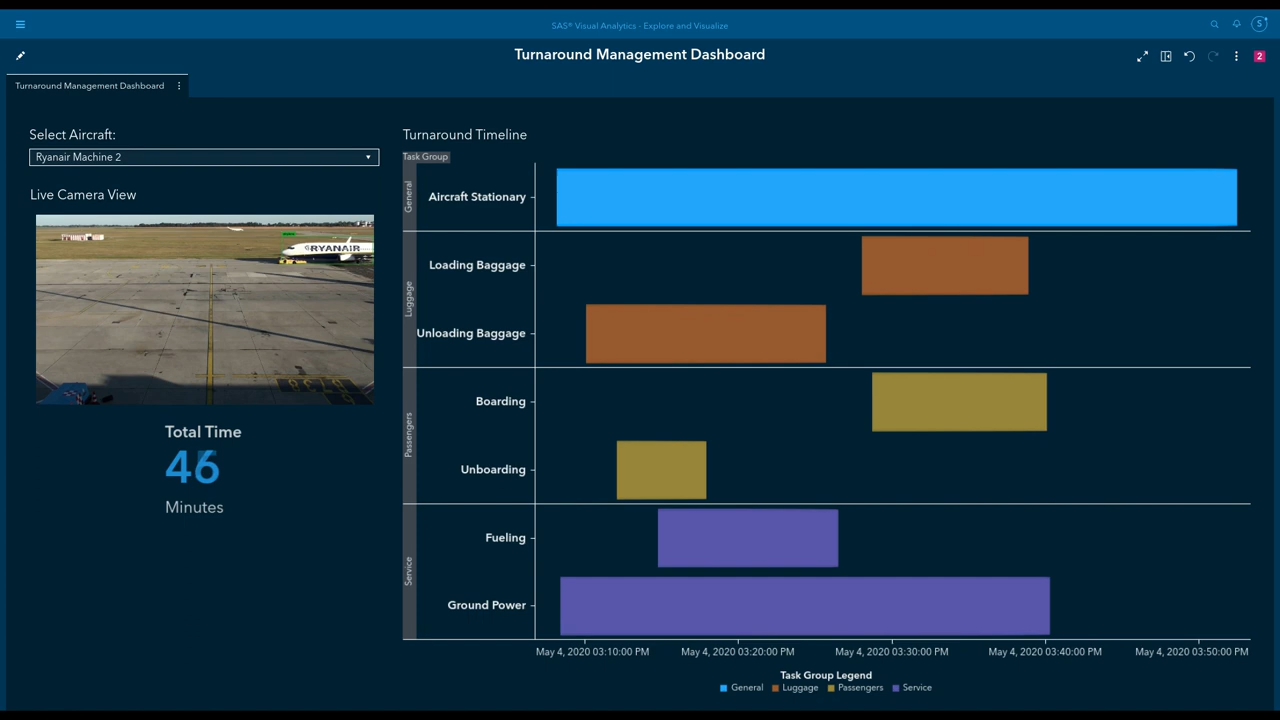 SAS® Visual Analytics - Explore and Visualize
S
Turnaround Management Dashboard
2
Turnaround Management Dashboard
Select Aircraft:
Ryanair Machine 2
Live Camera View
RYANAIR
Total Time
46
Minutes
Turnaround Timeline
Task Group
General
Aircraft Stationary
Luggage
Loading Baggage
Unloading Baggage
Passengers
Boarding
Unboarding
Service
Fueling
Ground Power
May 4, 2020 03:10:00 PM May 4, 2020 03:20:00 PM May 4, 2020 03:30:00 PM May 4, 2020 03:40:00 PM May 4, 2020 03:50:00 PM
Task Group Legend
General Luggage Passengers Service